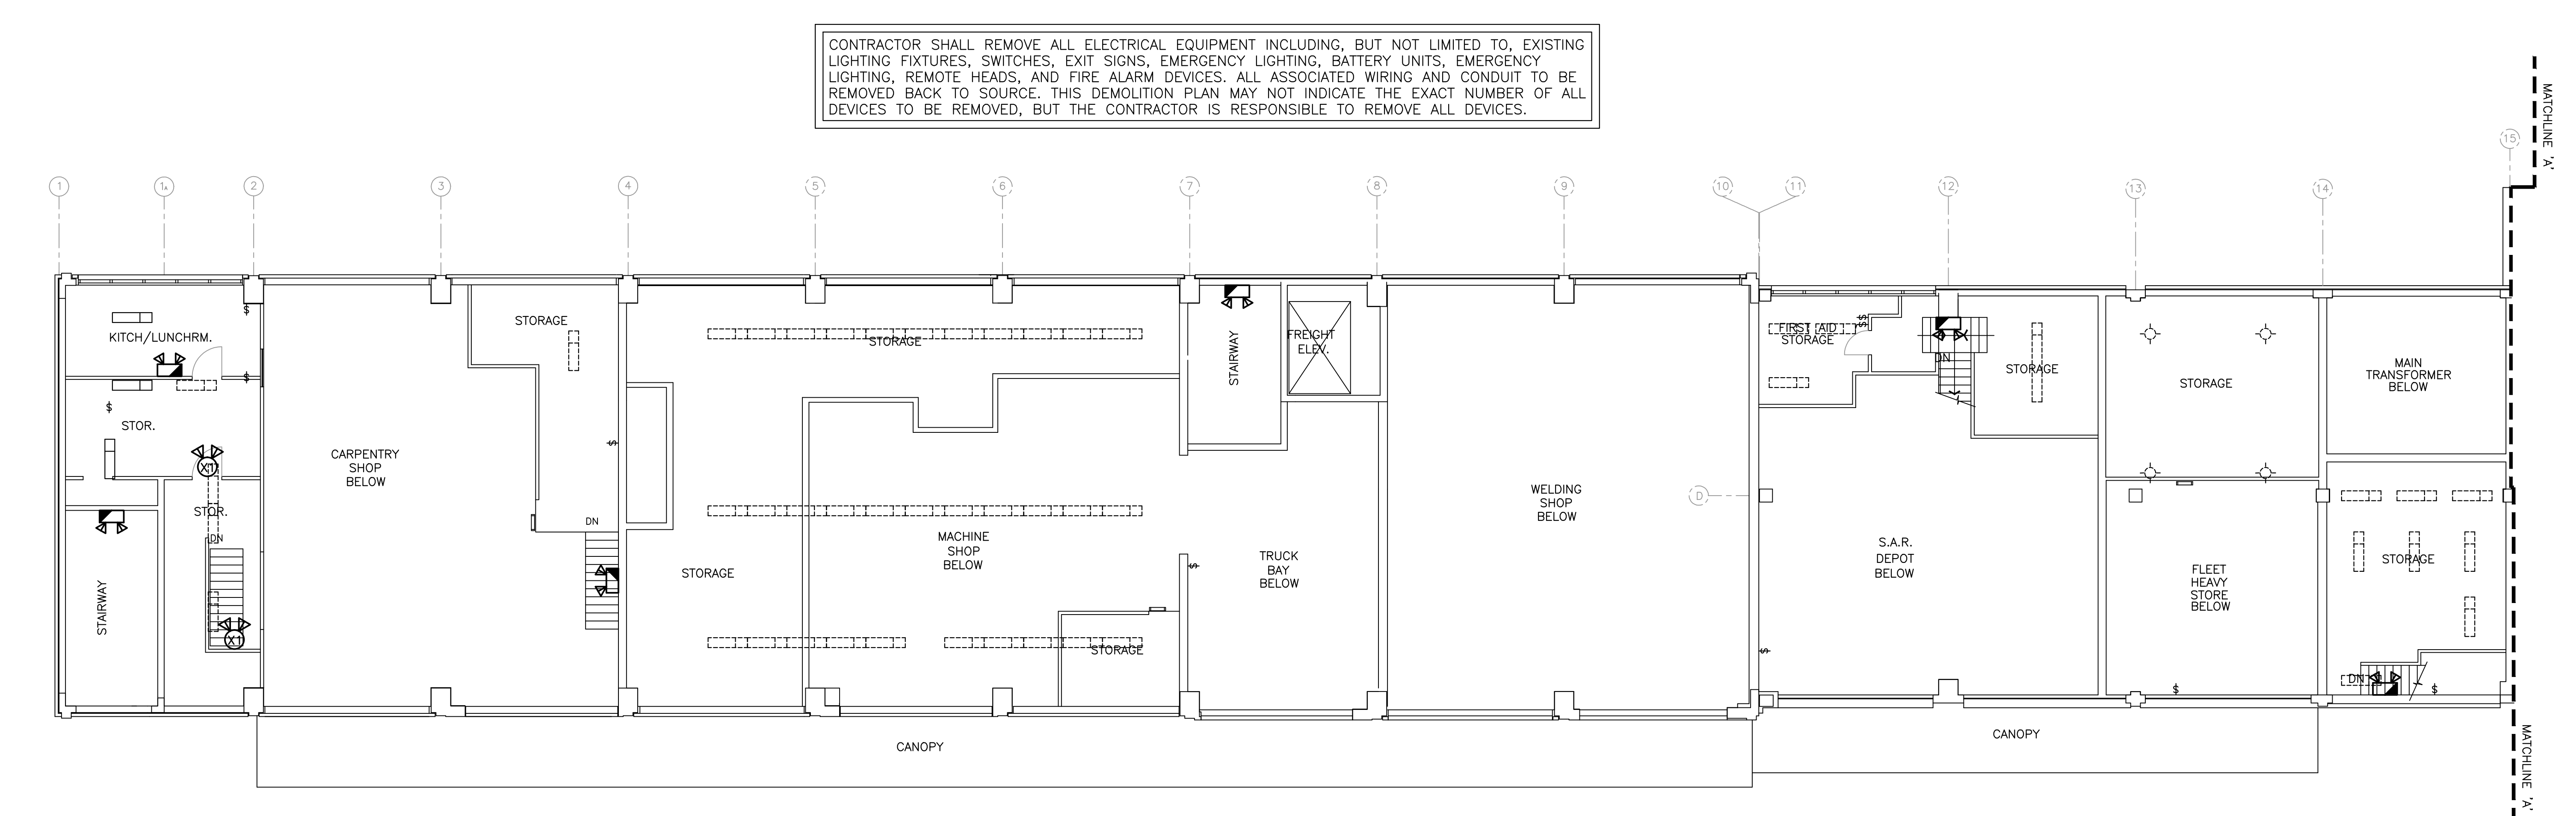 CONTRACTOR SHALL REMOVE ALL ELECTRICAL EQUIPMENT INCLUDING, BUT NOT LIMITED TO, EXISTING
LIGHTING FIXTURES, SWITCHES, EXIT SIGNS, EMERGENCY LIGHTING, BATTERY UNITS, EMERGENCY
LIGHTING, REMOTE HEADS, AND FIRE ALARM DEVICES. ALL ASSOCIATED WIRING AND CONDUIT TO BE
REMOVED BACK TO SOURCE. THIS DEMOLITION PLAN MAY NOT INDICATE THE EXACT NUMBER OF ALL
DEVICES TO BE REMOVED, BUT THE CONTRACTOR IS RESPONSIBLE TO REMOVE ALL DEVICES.
MATCHLINE 'A'
1
1A
2
3
4
5
6
7
8
9
10
11
12
13
14
15
KITCH/LUNCHRM.
$
$
$
STOR.
X1
STOR.
DN
STAIRWAY
X1
CARPENTRY
SHOP
BELOW
STORAGE
DN
$
STORAGE
STORAGE
MACHINE
SHOP
BELOW
STORAGE
STAIRWAY
FREIGHT
ELEV.
$
TRUCK
BAY
BELOW
WELDING
SHOP
BELOW
D
FIRST AID
STORAGE
$
$
DN
STORAGE
S.A.R.
DEPOT
BELOW
$
STORAGE
FLEET
HEAVY
STORE
BELOW
$
MAIN
TRANSFORMER
BELOW
STORAGE
DN
$
CANOPY
CANOPY
MATCHLINE 'A'